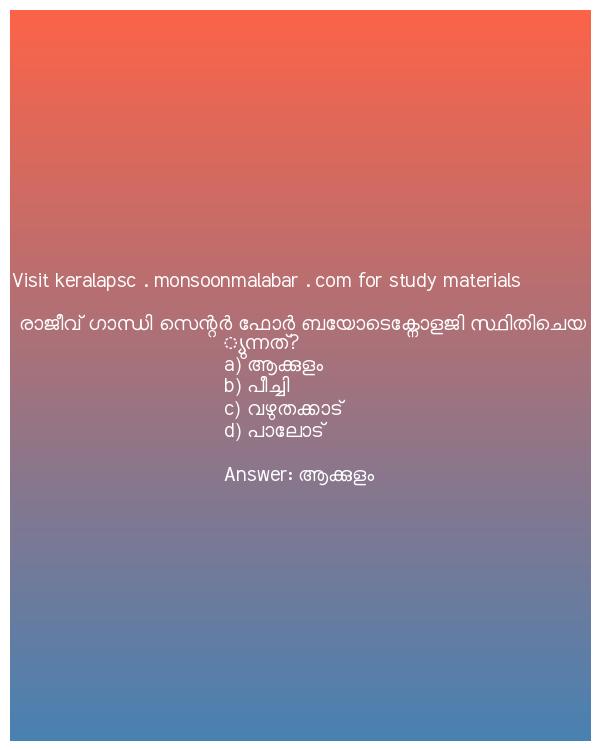 Visit keralapsc . monsoonmalabar . com for study materials
രാജീവ് ഗാന്ധി സെന്റർ ഫോർ ബയോടെക്നോളജി സ്ഥിതിചെയ
്യുന്നത്?
a) ആക്കുളം
b) പീച്ചി
c) വഴുതക്കാട്
d) പാലോട്
Answer: ആക്കുളം